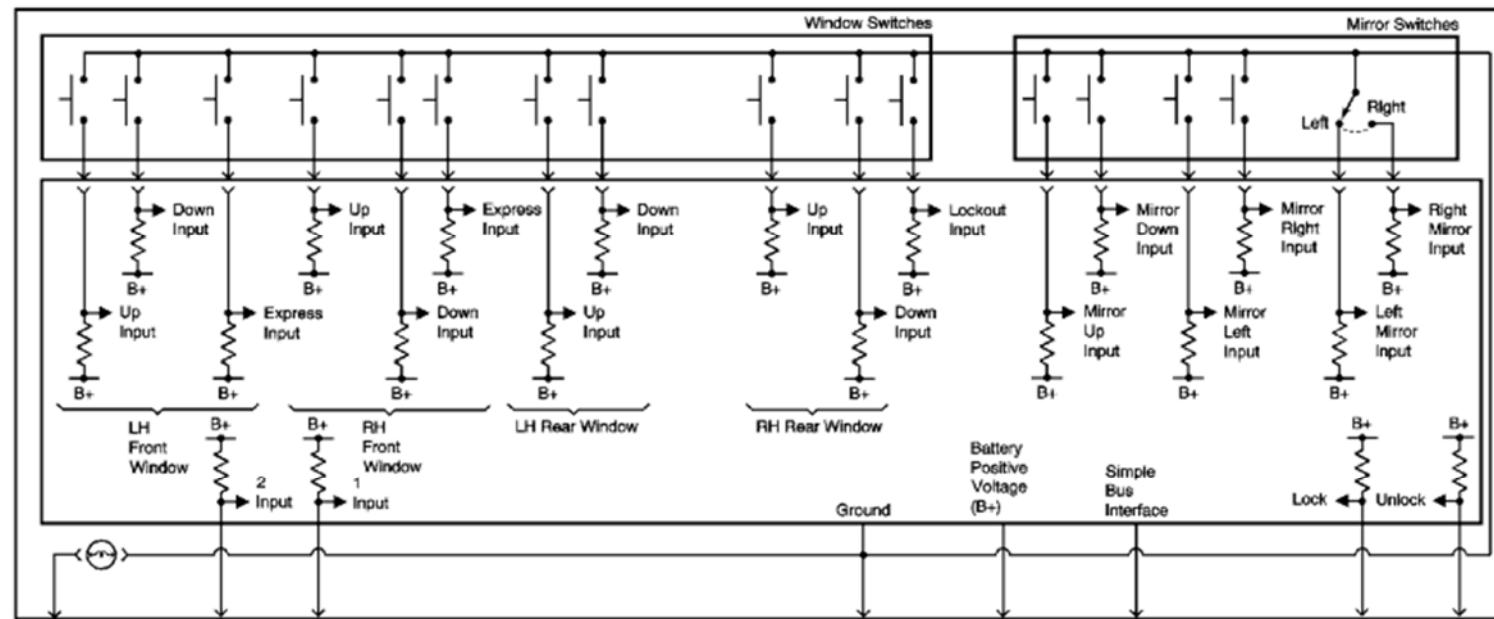 Window Switches
Mirror Switches
Left
Right
Down
Input
Up
Input
Express
Input
Down
Input
Up
Input
Lockout
Input
Mirror
Down
Input
Mirror
Right
Input
Right
Mirror
Input
B+
B+
B+
B+
B+
B+
B+
B+
B+
Up
Input
Express
Input
Down
Input
Up
Input
Down
Input
Mirror
Up
Input
Mirror
Left
Input
Left
Mirror
Input
B+
B+
B+
B+
B+
B+
B+
B+
LH
Front
Window
RH
Front
Window
LH Rear Window
RH Rear Window
B+
2
Input
B+
1
Input
Ground
Battery
Positive
Voltage
(B+)
Simple
Bus
Interface
B+
Lock
B+
Unlock